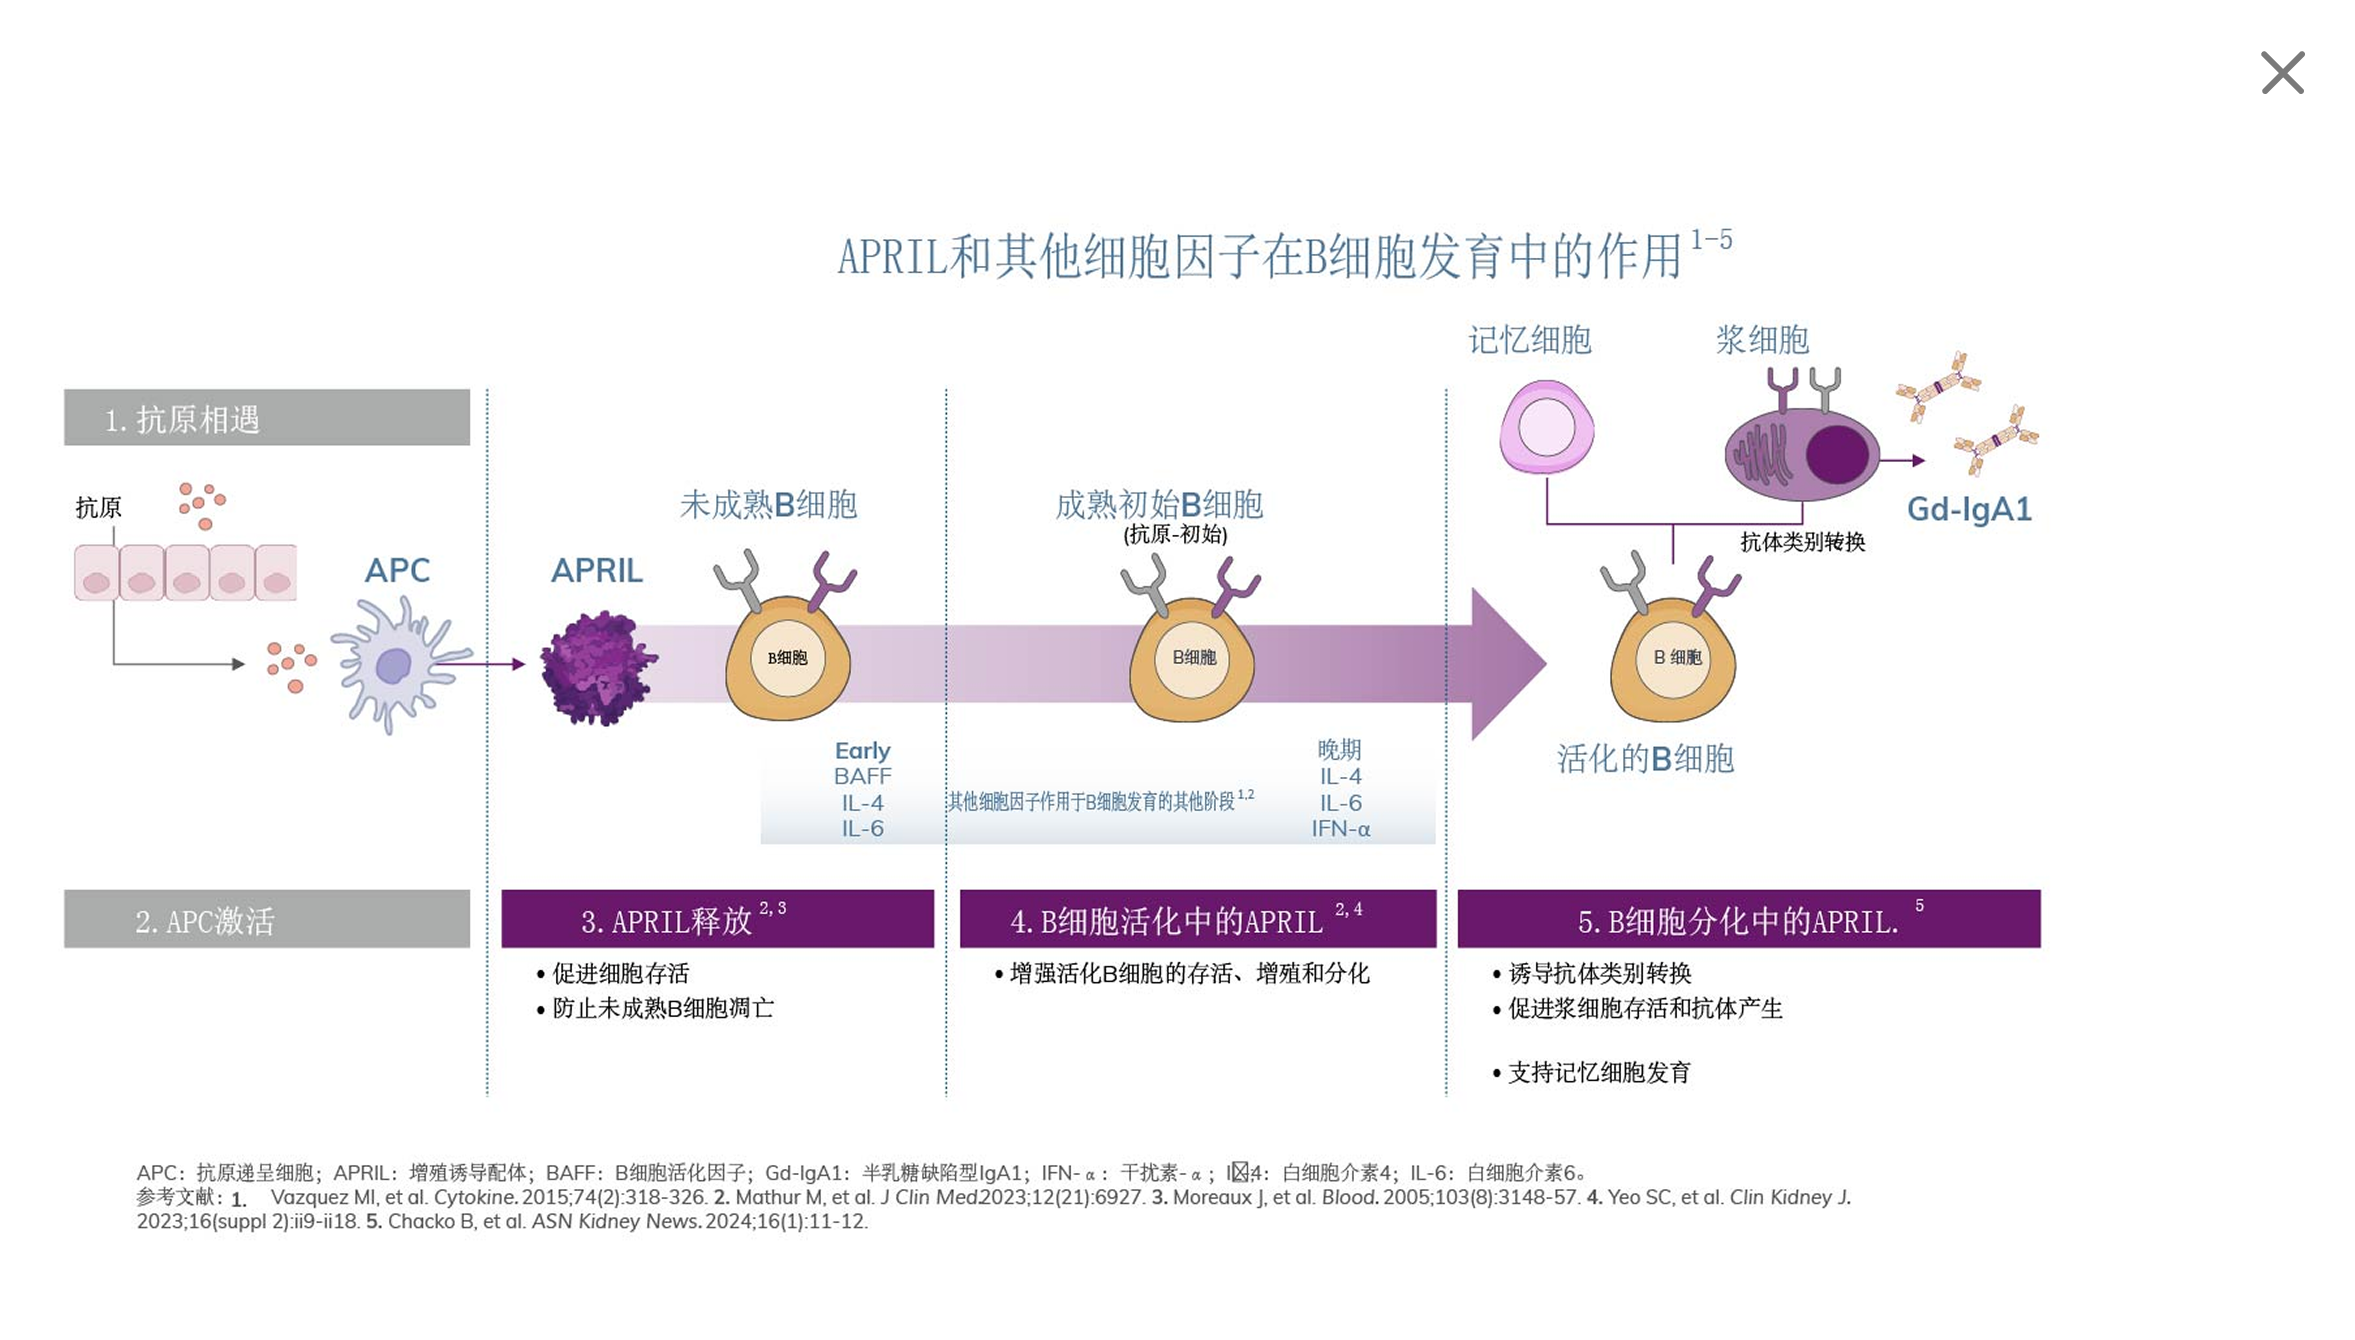 APRIL和其他细胞因子在B细胞发育中的作用1-5
记忆细胞
浆细胞
1.抗原相遇
抗原
未成熟B细胞
成熟初始B细胞
(抗原-初始)
Gd-IgA1
抗体类别转换
APC
APRIL
B细胞
B细胞
B 细胞
活化的B细胞
Early
BAFF
IL-4
IL-6
其他细胞因子作用于B细胞发育的其他阶段1,2
晚期
IL-4
IL-6
IFN-α
2.APC激活
3.APRIL释放2,3
• 促进细胞存活
• 防止未成熟B细胞凋亡
4.B细胞活化中的APRIL 2,4
• 增强活化B细胞的存活、增殖和分化
5.B细胞分化中的APRIL. 5
• 诱导抗体类别转换
• 促进浆细胞存活和抗体产生
• 支持记忆细胞发育
APC：抗原递呈细胞；APRIL：增殖诱导配体；BAFF：B细胞活化因子；Gd-IgA1：半乳糖缺陷型IgA1；IFN-α：干扰素-α；I4：白细胞介素4；IL-6：白细胞介素6。
参考文献：1. Vazquez MI, et al. Cytokine. 2015;74(2):318-326. 2. Mathur M, et al. J Clin Med.2023;12(21):6927. 3. Moreaux J, et al. Blood. 2005;103(8):3148-57. 4. Yeo SC, et al. Clin Kidney J.
2023;16(suppl 2):ii9-ii18. 5. Chacko B, et al. ASN Kidney News. 2024;16(1):11-12.